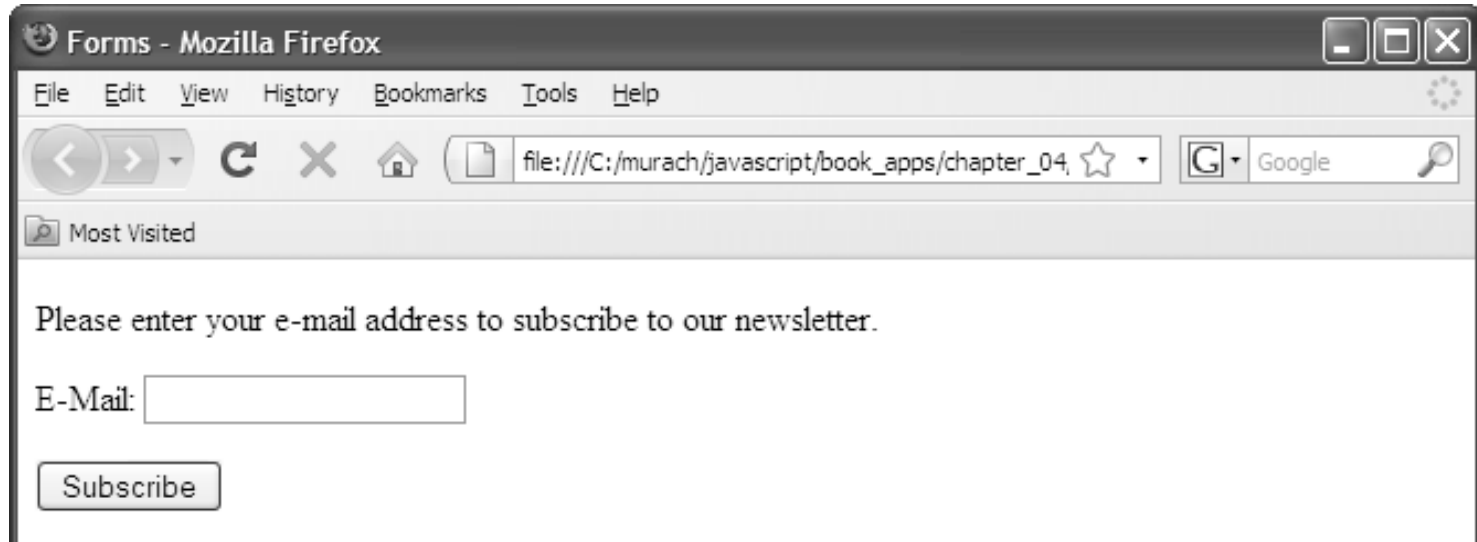 Forms - Mozilla Firefox
File Edit View History Bookmarks Tools Help
file:///C:/murach/javascript/book_apps/chapter_04, G Google
Most Visited
Please enter your e-mail address to subscribe to our newsletter.
E-Mail:
Subscribe